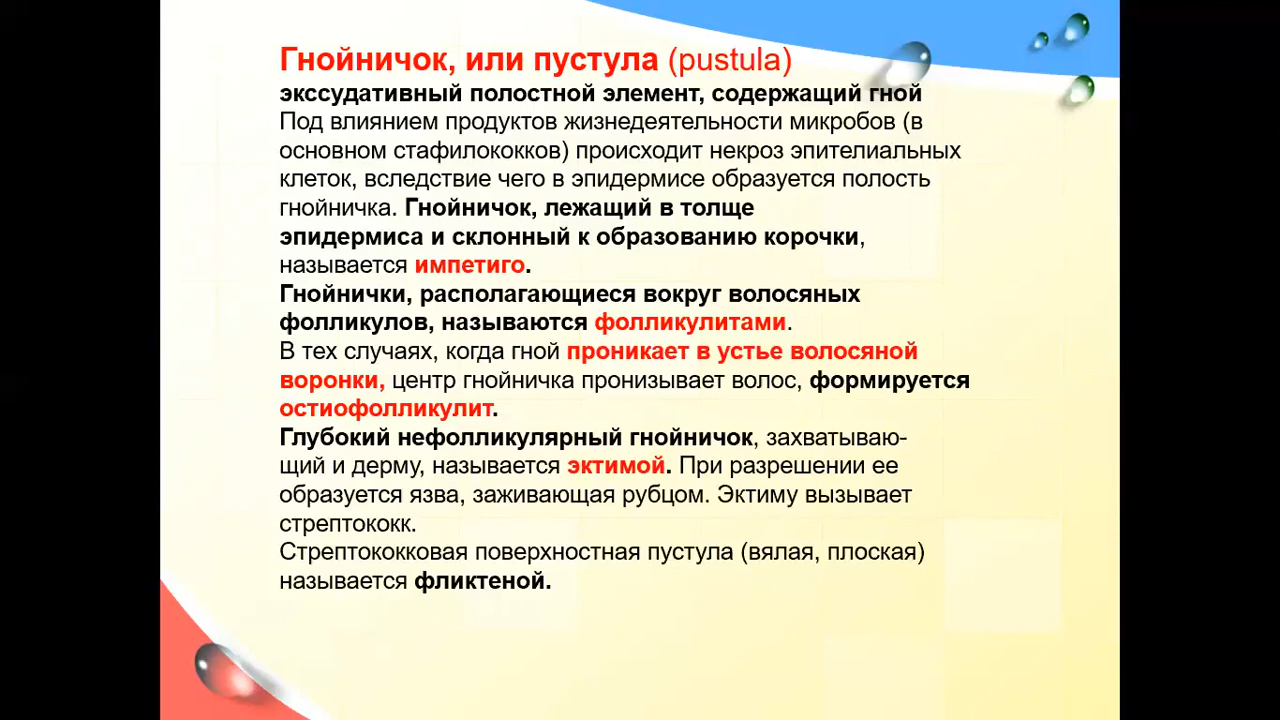 Гнойничок, или пустула (pustula)
экссудативный полостной элемент, содержащий гной
Под влиянием продуктов жизнедеятельности микробов (в
основном стафилококков) происходит некроз эпителиальных
клеток, вследствие чего в эпидермисе образуется полость
гнойничка. Гнойничок, лежащий в толще
эпидермиса и склонный к образованию корочки,
называется импетиго.
Гнойнички, располагающиеся вокруг волосяных
фолликулов, называются фолликулитами.
В тех случаях, когда гной проникает в устье волосяной
воронки, центр гнойничка пронизывает волос, формируется
остиофолликулит.
Глубокий нефолликулярный гнойничок, захватываю-
щий и дерму, называется эктимой. При разрешении ее
образуется язва, заживающая рубцом. Эктиму вызывает
стрептококк.
Стрептококковая поверхностная пустула (вялая, плоская)
называется фликтеной.